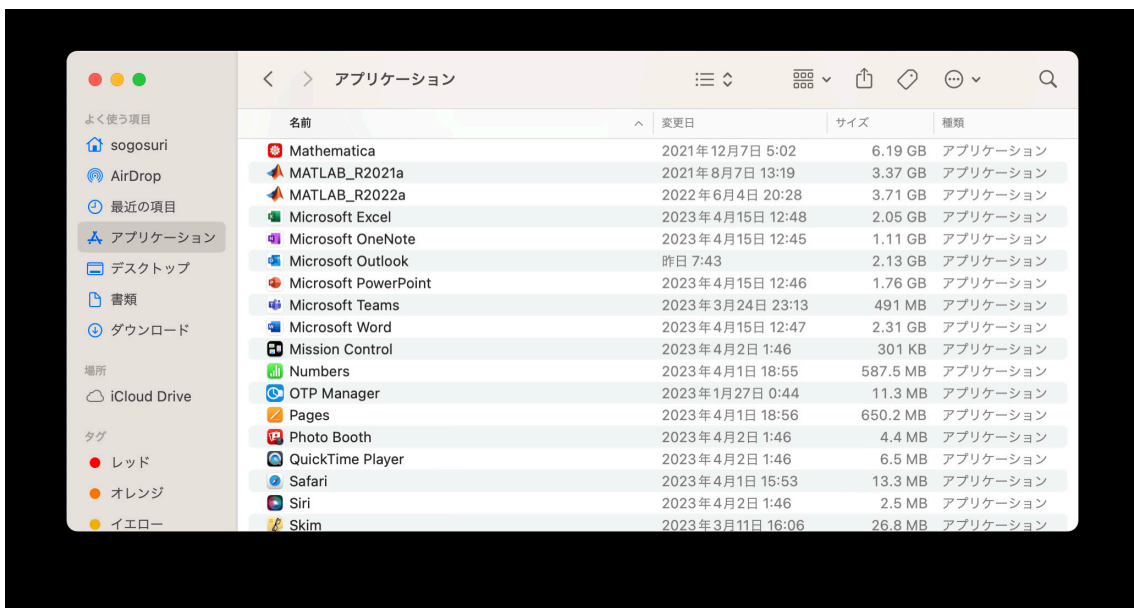 アプリケーション
よく使う項目
sogosuri
AirDrop
最近の項目
アプリケーション
デスクトップ
書類
ダウンロード
場所
iCloud Drive
タグ
レッド
オレンジ
イエロー
名前 変更日 サイズ 種類
Mathematica 2021年12月7日 5:02 6.19 GB アプリケーション
MATLAB_R2021a 2021年8月7日 13:19 3.37 GB アプリケーション
MATLAB_R2022a 2022年6月4日 20:28 3.71 GB アプリケーション
Microsoft Excel 2023年4月15日 12:48 2.05 GB アプリケーション
Microsoft OneNote 2023年4月15日 12:45 1.11 GB アプリケーション
Microsoft Outlook 昨日 7:43 2.13 GB アプリケーション
Microsoft PowerPoint 2023年4月15日 12:46 1.76 GB アプリケーション
Microsoft Teams 2023年3月24日 23:13 491 MB アプリケーション
Microsoft Word 2023年4月15日 12:47 2.31 GB アプリケーション
Mission Control 2023年4月2日 1:46 301 KB アプリケーション
Numbers 2023年4月1日 18:55 587.5 MB アプリケーション
OTP Manager 2023年1月27日 0:44 11.3 MB アプリケーション
Pages 2023年4月1日 18:56 650.2 MB アプリケーション
Photo Booth 2023年4月2日 1:46 4.4 MB アプリケーション
QuickTime Player 2023年4月2日 1:46 6.5 MB アプリケーション
Safari 2023年4月1日 15:53 13.3 MB アプリケーション
Siri 2023年4月2日 1:46 2.5 MB アプリケーション
Skim 2023年3月11日 16:06 26.8 MB アプリケーション